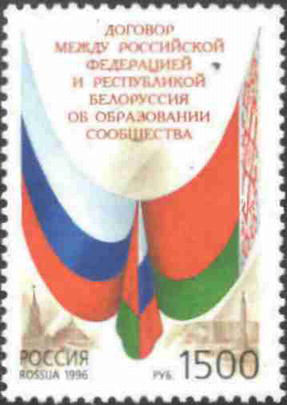 ДОГОВОР
МЕЖДУ РОССИЙСКОЙ
ФЕДЕРАЦИЕЙ
И РЕСПУБЛИКОЙ
БЕЛОРУССИЯ
ОБ ОБРАЗОВАНИИ
СООБЩЕСТВА
РОССИЯ
ROSSIJA 1996
РУБ. 1500